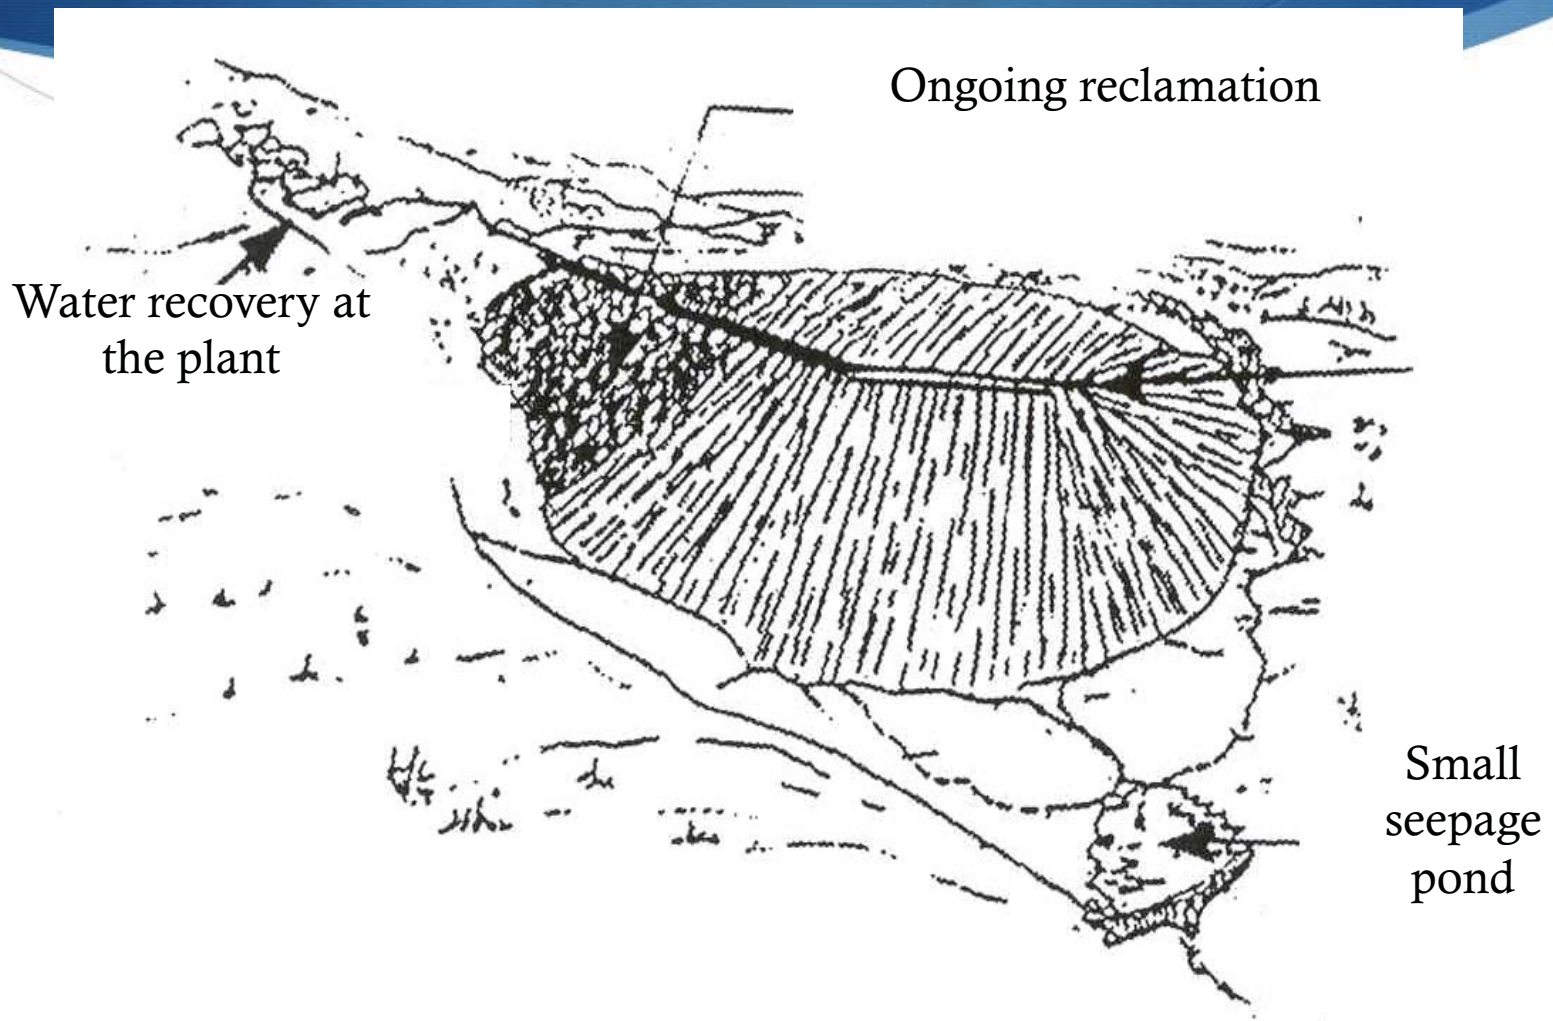 Ongoing reclamation
Water recovery at
the plant
Small
seepage
pond